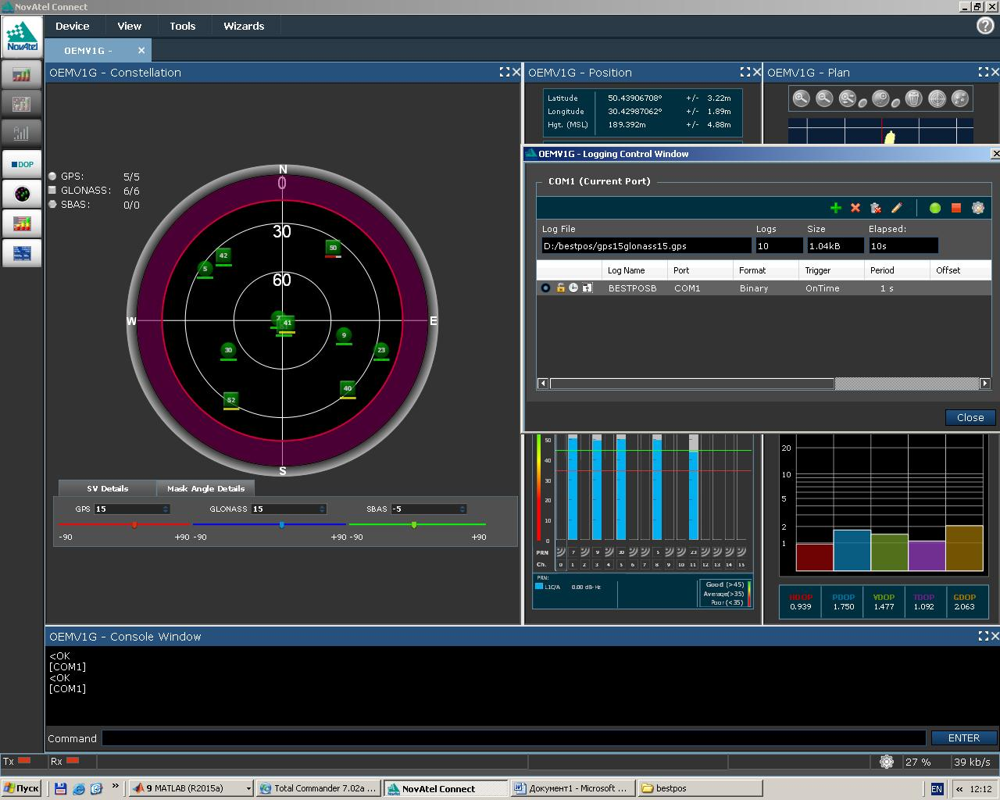 NovAtel Connect
NovAtel
Device View Tools Wizards
OEMV1G -
OEMV1G - Constellation
OEMV1G - Position
OEMV1G - Plan
Latitude 50.43906708° +/- 3.22m
Longitude 30.42987062° +/- 1.89m
Hgt. (MSL) 189.392m +/- 4.88m
DOP
GPS: 5/5
GLONASS: 6/6
SBAS: 0/0
N
0
30
60
W
E
S
42
5
50
7
41
9
30
23
52
40
SV Details Mask Angle Details
GPS 15 GLONASS 15 SBAS -5
-90 +90 -90 +90 -90 +90
OEMV1G - Logging Control Window
COM1 (Current Port)
Log File Logs Size Elapsed:
D:/bestpos/gps15glonass15.gps 10 1.04kB 10s
Log Name Port Format Trigger Period Offset
BESTPOSB COM1 Binary OnTime 1 s
Close
50
40
30
20
10
0
PRN 7 9 30 5 23
Ch. 0 1 2 3 4 5 6 7 8 9 10 11 12 13 14 15
PRN:
L1C/A 0.00 dB-Hz
Good (>45)
Average(>35)
Poor (<35)
20
10
5
2
1
HDOP PDOP VDOP TDOP GDOP
0.939 1.750 1.477 1.092 2.063
OEMV1G - Console Window
<OK
[COM1]
<OK
[COM1]
Command ENTER
Tx Rx 27 % 39 kb/s
Пуск » 9 MATLAB (R2015a) Total Commander 7.02a ... NovAtel Connect Документ1 - Microsoft ... bestpos EN « 12:12